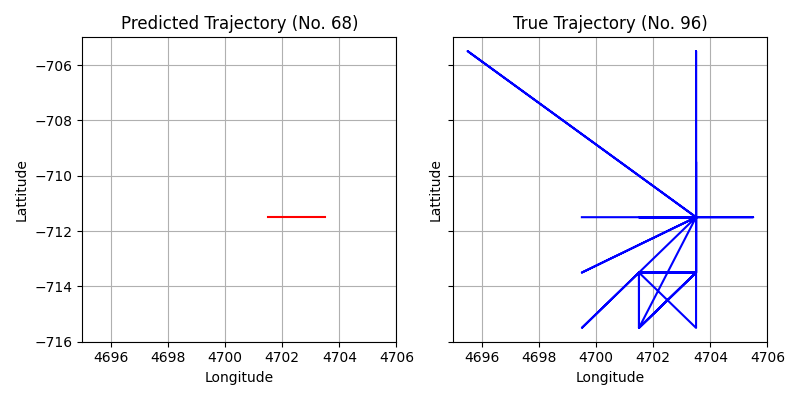 Predicted Trajectory (No. 68)
True Trajectory (No. 96)
−706
−708
−710
−712
−714
−716
Lattitude
Lattitude
4696 4698 4700 4702 4704 4706
4696 4698 4700 4702 4704 4706
Longitude
Longitude